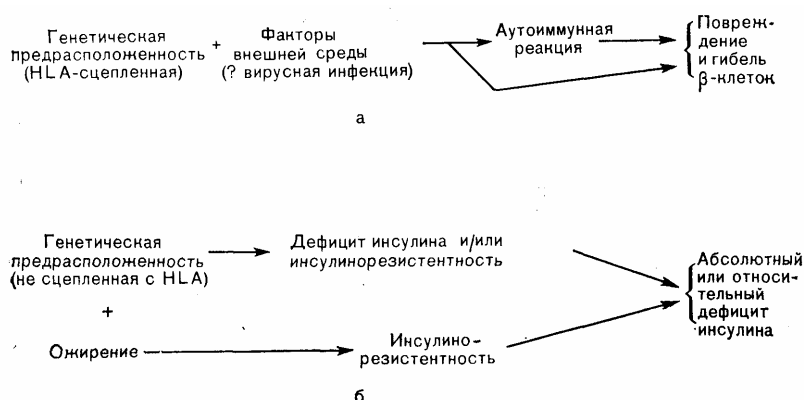 Генетическая
предрасположенность
(HLA-сцепленная)
+
Факторы
внешней среды
(? вирусная инфекция)
Аутоиммунная
реакция
Повреж-
дение
и гибель
β-клеток
а
Генетическая
предрасположенность
(не сцепленная с HLA)
+
Ожирение
Дефицит инсулина и/или
инсулинорезистентность
Инсулино-
резистентность
Абсолютный
или относи-
тельный
дефицит
инсулина
б